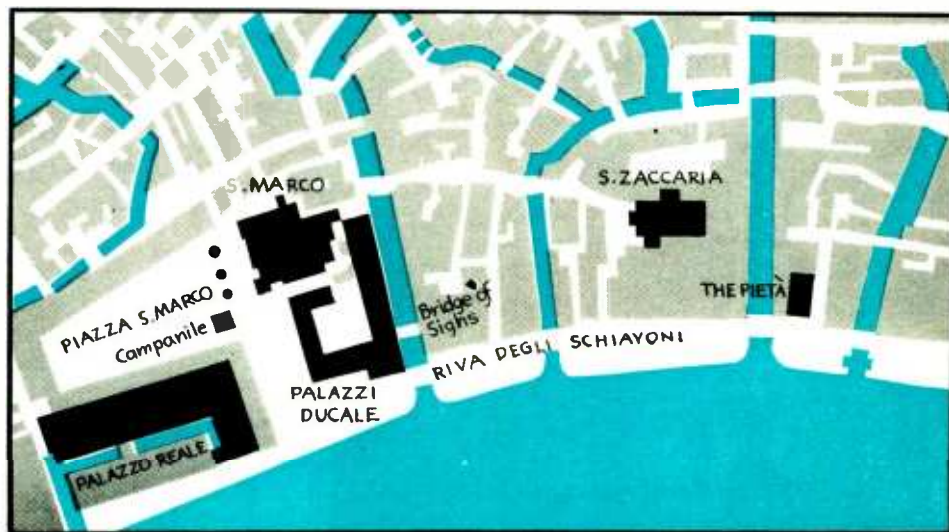 S. MARCO
S. ZACCARIA
PIAZZA S. MARCO
Campanile
Bridge of
Sighs
THE PIETÀ
RIVA DEGLI SCHIAVONI
PALAZZI
DUCALE
PALAZZO REALE